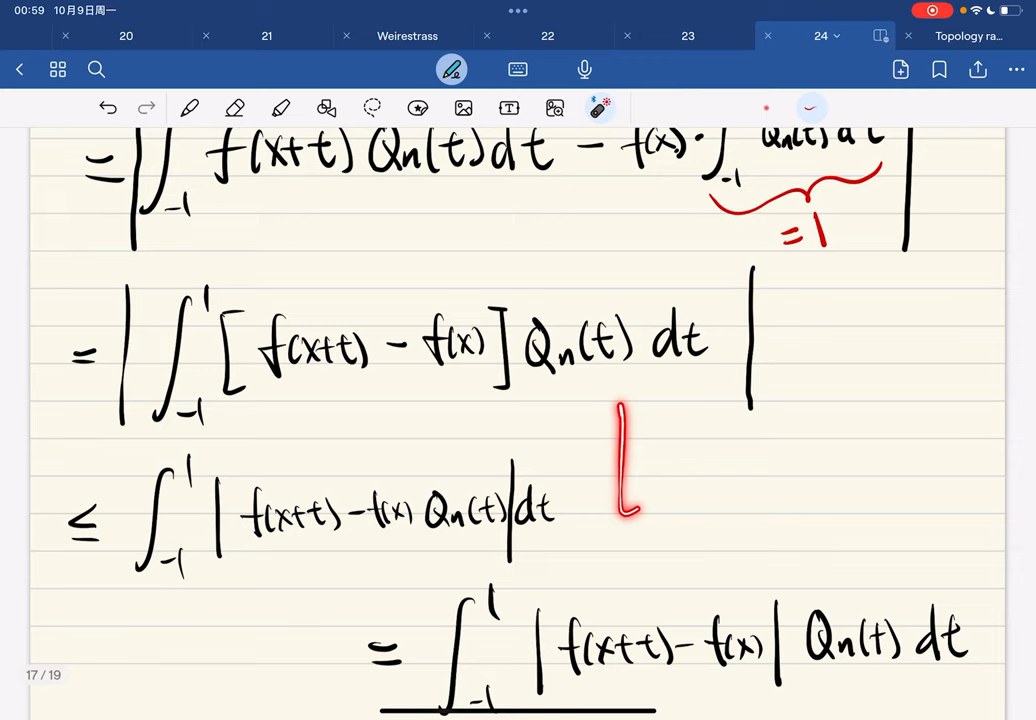 00:59 10月9日周一
20 21 Weirestrass 22 23 24 Topology ra...
= | ∫_{-1} f(x+t) Qn(t) dt - f(x) · ∫_{-1} Qn(t) dt |
= 1
= | ∫_{-1}^{1} [ f(x+t) - f(x) ] Qn(t) dt |
≤ ∫_{-1}^{1} | f(x+t) - f(x) Qn(t) | dt
= ∫_{-1}^{1} | f(x+t) - f(x) | Qn(t) dt
17 / 19